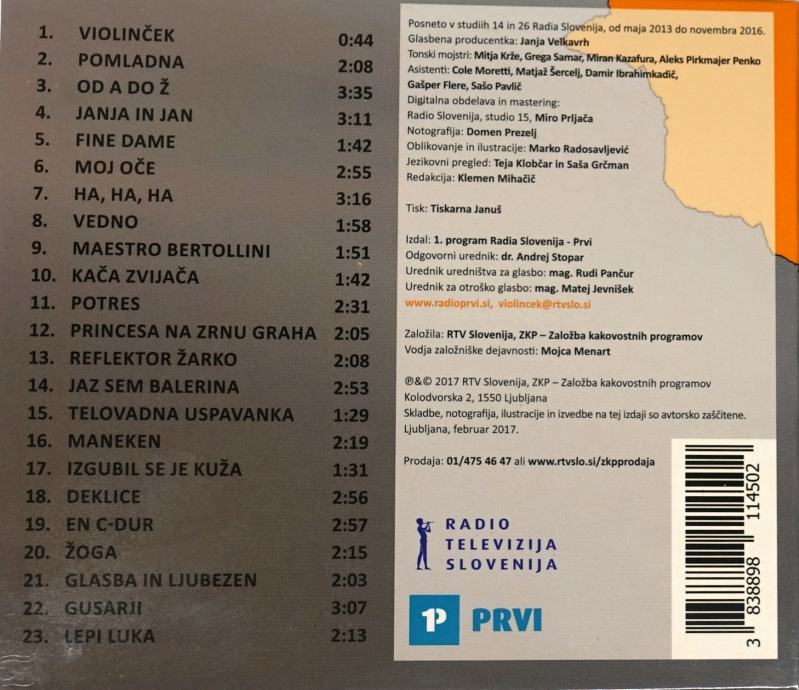 1. VIOLINČEK 0:44
2. POMLADNA 2:08
3. OD A DO Ž 3:35
4. JANJA IN JAN 3:11
5. FINE DAME 1:42
6. MOJ OČE 2:55
7. HA, HA, HA 3:16
8. VEDNO 1:58
9. MAESTRO BERTOLLINI 1:51
10. KAČA ZVIJAČA 1:42
11. POTRES 2:31
12. PRINCESA NA ZRNU GRAHA 2:05
13. REFLEKTOR ŽARKO 2:08
14. JAZ SEM BALERINA 2:53
15. TELOVADNA USPAVANKA 1:29
16. MANEKEN 2:19
17. IZGUBIL SE JE KUŽA 1:31
18. DEKLICE 2:56
19. EN C-DUR 2:57
20. ŽOGA 2:15
21. GLASBA IN LJUBEZEN 2:03
22. GUSARJI 3:07
23. LEPI LUKA 2:13
Posneto v studiih 14 in 26 Radia Slovenija, od maja 2013 do novembra 2016.
Glasbena producentka: Janja Velkavrh
Tonski mojstri: Mitja Krže, Grega Samar, Miran Kazafura, Aleks Pirkmajer Penko
Asistenti: Cole Moretti, Matjaž Šercelj, Damir Ibrahimkadič,
Gašper Flere, Sašo Pavlič
Digitalna obdelava in mastering:
Radio Slovenija, studio 15, Miro Prljača
Notografija: Domen Prezelj
Oblikovanje in ilustracije: Marko Radosavljević
Jezikovni pregled: Teja Klobčar in Saša Grčman
Redakcija: Klemen Mihačič
Tisk: Tiskarna Januš
Izdal: 1. program Radia Slovenija - Prvi
Odgovorni urednik: dr. Andrej Stopar
Urednik uredništva za glasbo: mag. Rudi Pančur
Urednik za otroško glasbo: mag. Matej Jevnišek
www.radioprvi.si, violincek@rtvslo.si
Založila: RTV Slovenija, ZKP – Založba kakovostnih programov
Vodja založniške dejavnosti: Mojca Menart
℗&© 2017 RTV Slovenija, ZKP – Založba kakovostnih programov
Kolodvorska 2, 1550 Ljubljana
Skladbe, notografija, ilustracije in izvedbe na tej izdaji so avtorsko zaščitene.
Ljubljana, februar 2017.
Prodaja: 01/475 46 47 ali www.rtvslo.si/zkpprodaja
RADIO
TELEVIZIJA
SLOVENIJA
1P PRVI
3 838898 114502